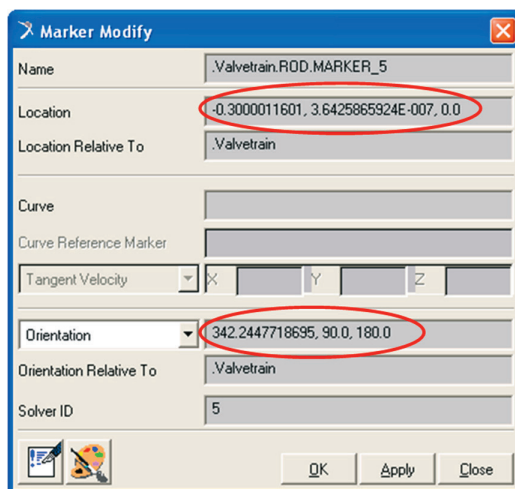 Marker Modify
Name .Valvetrain.ROD.MARKER_5
Location -0.3000011601, 3.6425865924E-007, 0.0
Location Relative To .Valvetrain
Curve
Curve Reference Marker
Tangent Velocity X Y Z
Orientation 342.2447718695, 90.0, 180.0
Orientation Relative To .Valvetrain
Solver ID 5
OK Apply Close